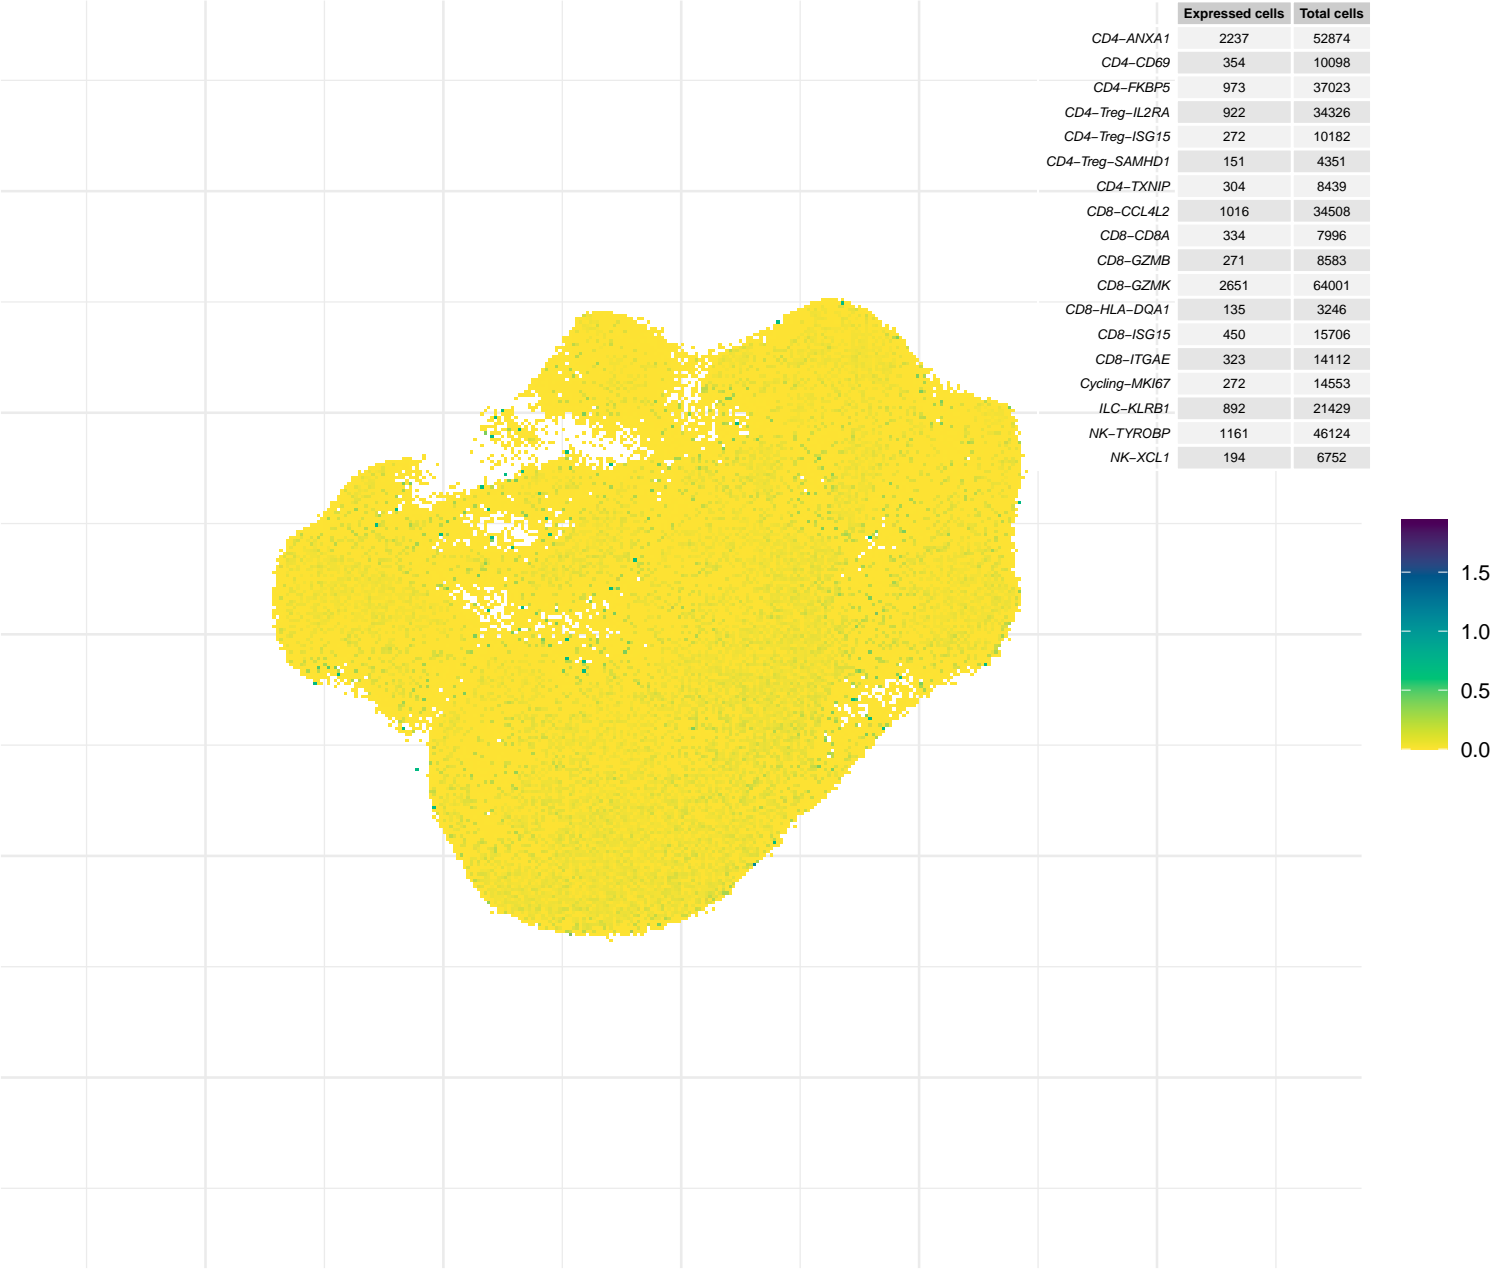 Expressed cells Total cells
CD4−ANXA1 2237 52874
CD4−CD69 354 10098
CD4−FKBP5 973 37023
CD4−Treg−IL2RA 922 34326
CD4−Treg−ISG15 272 10182
CD4−Treg−SAMHD1 151 4351
CD4−TXNIP 304 8439
CD8−CCL4L2 1016 34508
CD8−CD8A 334 7996
CD8−GZMB 271 8583
CD8−GZMK 2651 64001
CD8−HLA−DQA1 135 3246
CD8−ISG15 450 15706
CD8−ITGAE 323 14112
Cycling−MKI67 272 14553
ILC−KLRB1 892 21429
NK−TYROBP 1161 46124
NK−XCL1 194 6752
1.5
1.0
0.5
0.0